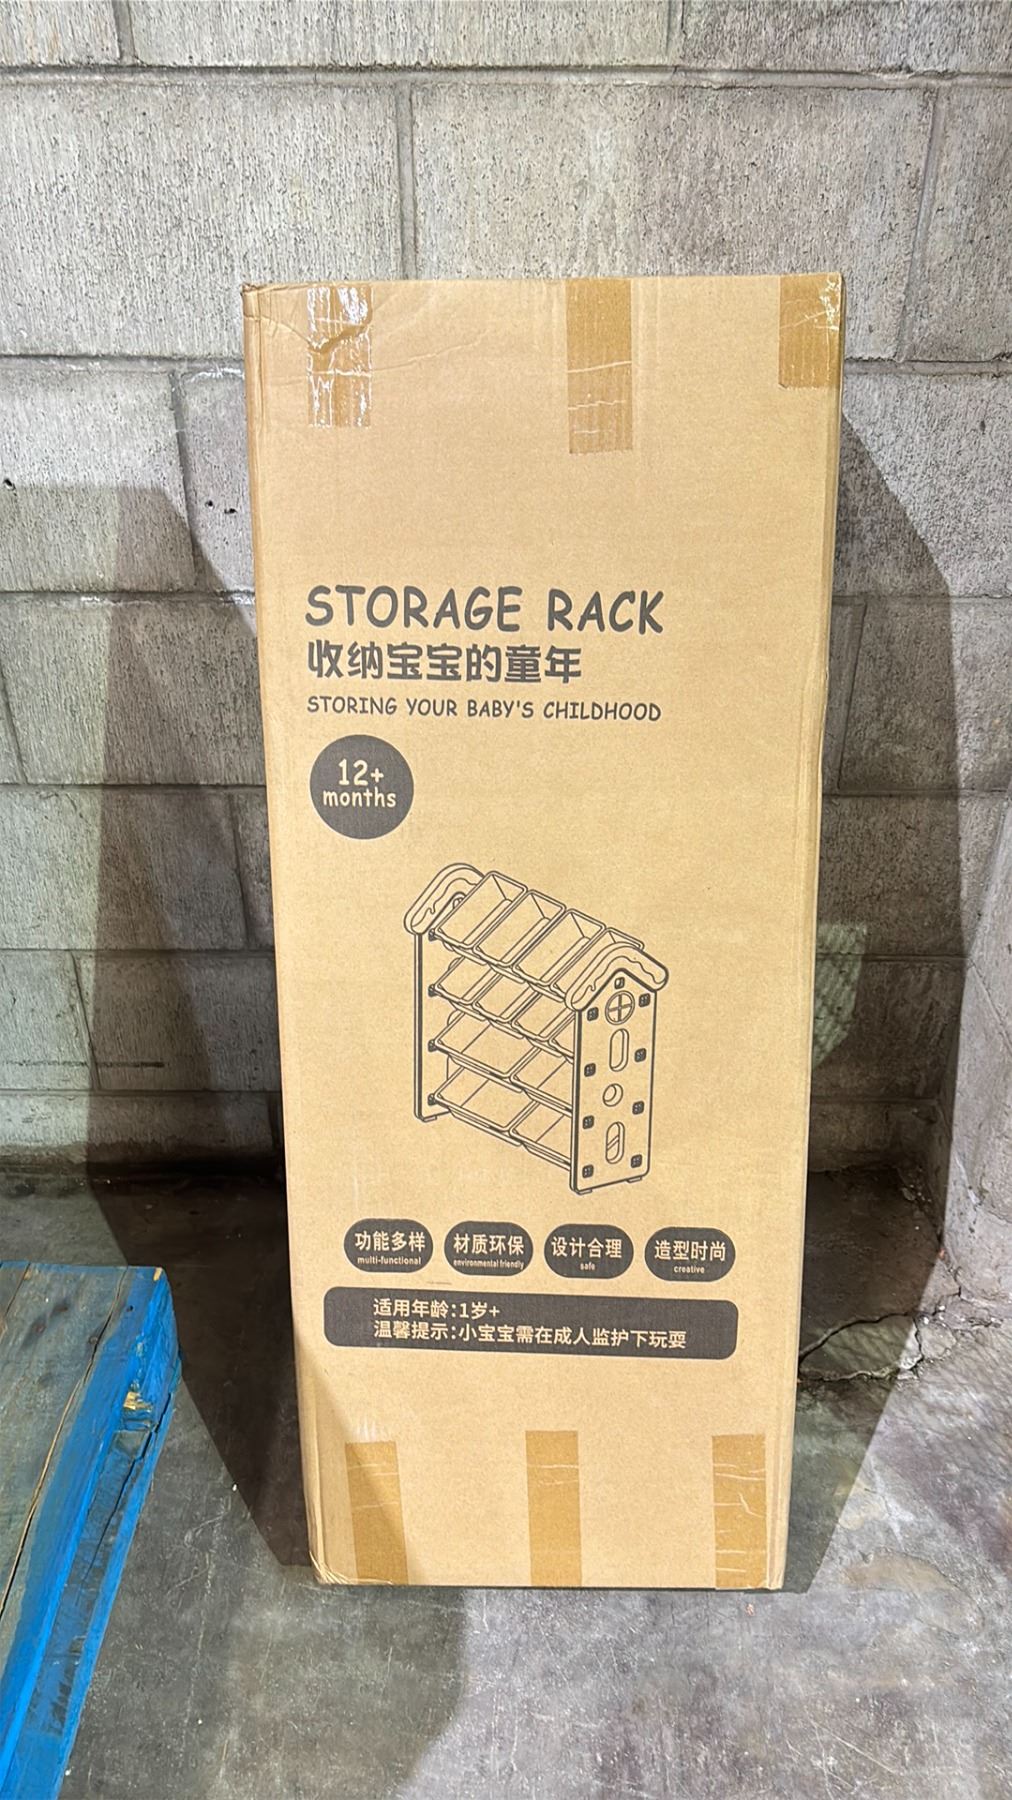 STORAGE RACK
收纳宝宝的童年
STORING YOUR BABY'S CHILDHOOD
12+
months
功能多样
multi-functional
材质环保
environmental friendly
设计合理
safe
造型时尚
creative
适用年龄:1岁+
温馨提示:小宝宝需在成人监护下玩耍